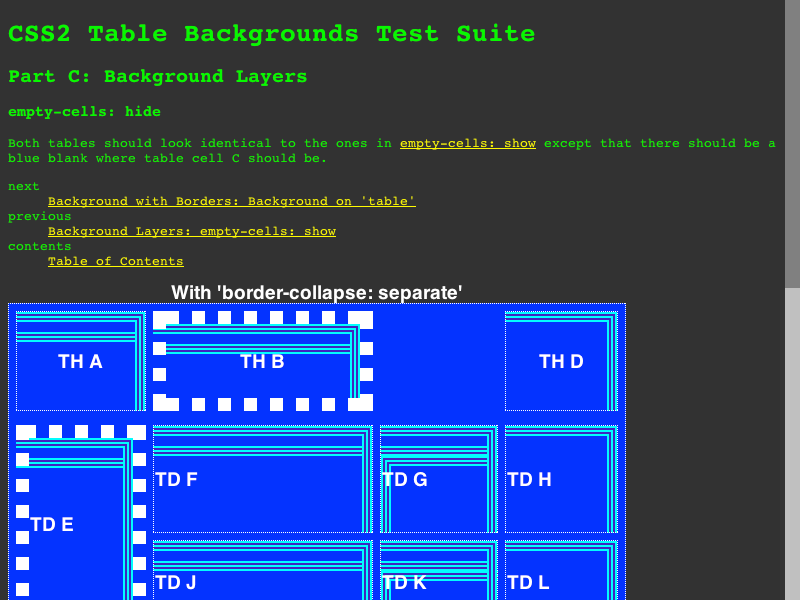 CSS2 Table Backgrounds Test Suite
Part C: Background Layers
empty-cells: hide
Both tables should look identical to the ones in empty-cells: show except that there should be a
blue blank where table cell C should be.
next
Background with Borders: Background on 'table'
previous
Background Layers: empty-cells: show
contents
Table of Contents
With 'border-collapse: separate'
TH A
TH B
TH D
TD E
TD F
TD G
TD H
TD J
TD K
TD L